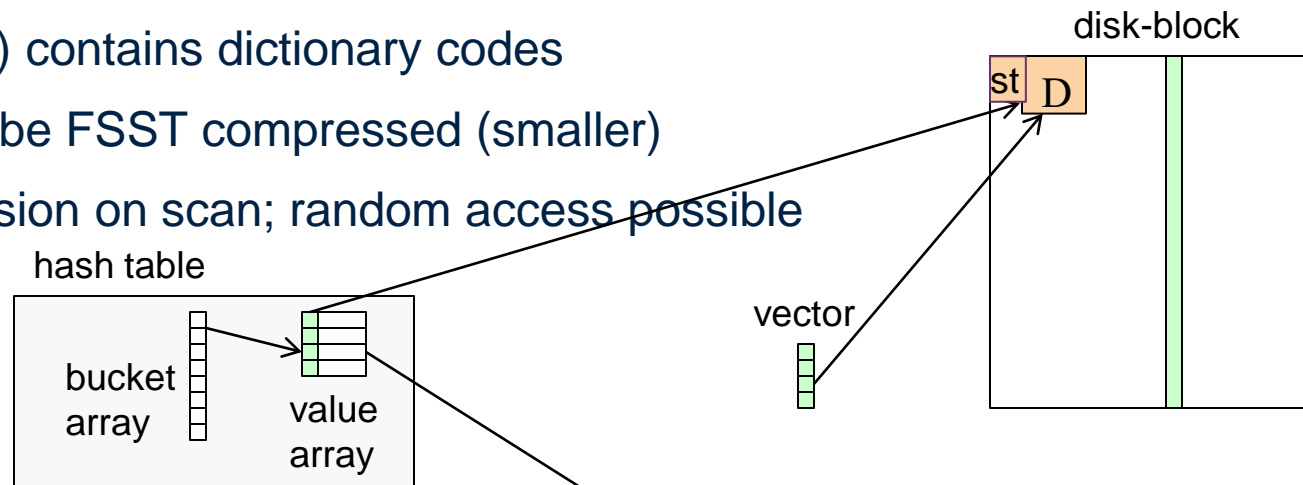 ) contains dictionary codes
be FSST compressed (smaller)
sion on scan; random access possible
disk-block
st
D
hash table
vector
bucket
array
value
array